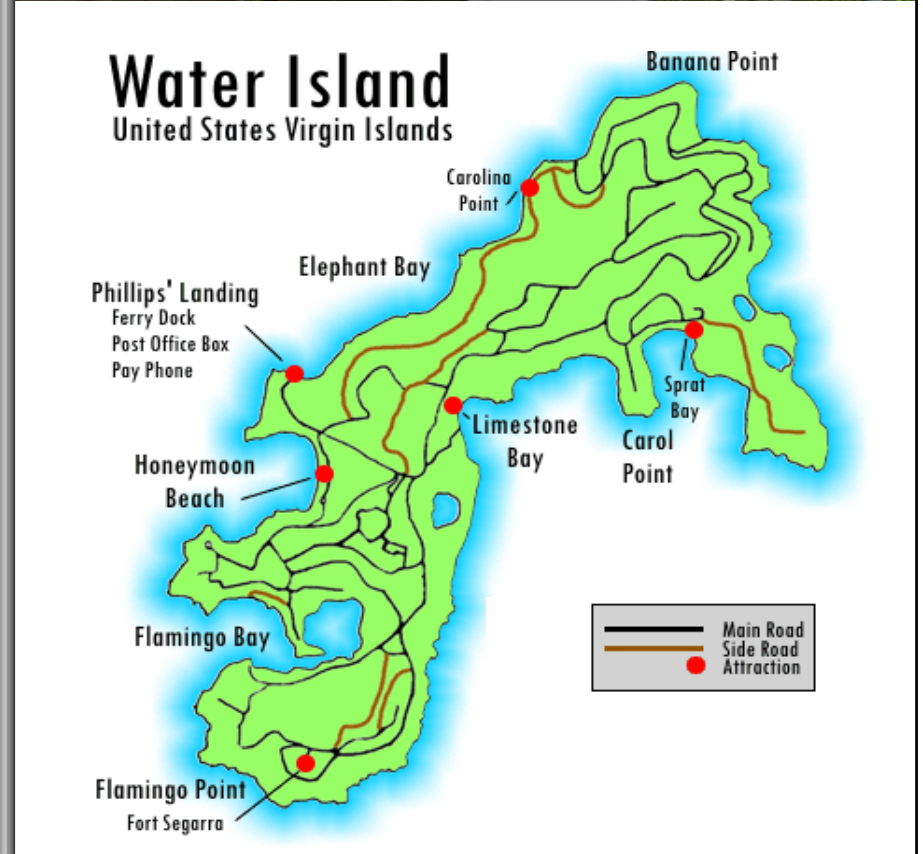 Water Island
United States Virgin Islands
Banana Point
Carolina
Point
Elephant Bay
Phillips' Landing
Ferry Dock
Post Office Box
Pay Phone
Sprat
Bay
Limestone
Bay
Carol
Point
Honeymoon
Beach
Flamingo Bay
Main Road
Side Road
Attraction
Flamingo Point
Fort Segarra